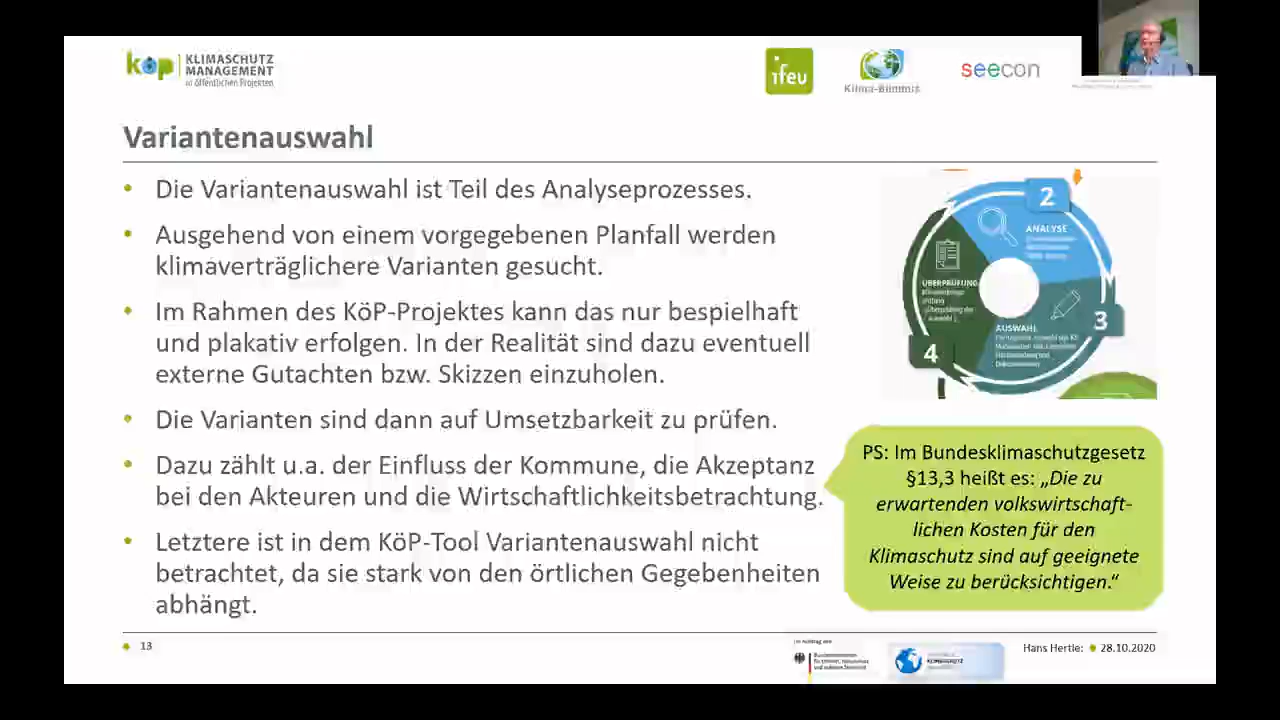 köp KLIMASCHUTZ
MANAGEMENT
in öffentlichen Projekten
ifeu
Klima-Bündnis
seecon
Variantenauswahl
• Die Variantenauswahl ist Teil des Analyseprozesses.
• Ausgehend von einem vorgegebenen Planfall werden
klimaverträglichere Varianten gesucht.
• Im Rahmen des KöP-Projektes kann das nur bespielhaft
und plakativ erfolgen. In der Realität sind dazu eventuell
externe Gutachten bzw. Skizzen einzuholen.
• Die Varianten sind dann auf Umsetzbarkeit zu prüfen.
• Dazu zählt u.a. der Einfluss der Kommune, die Akzeptanz
bei den Akteuren und die Wirtschaftlichkeitsbetrachtung.
• Letztere ist in dem KöP-Tool Variantenauswahl nicht
betrachtet, da sie stark von den örtlichen Gegebenheiten
abhängt.
2
ANALYSE
ÜBERPRÜFUNG
3
AUSWAHL
4
PS: Im Bundesklimaschutzgesetz
§13,3 heißt es: „Die zu
erwartenden volkswirtschaft-
lichen Kosten für den
Klimaschutz sind auf geeignete
Weise zu berücksichtigen.“
13
Im Auftrag des
KLIMASCHUTZ
Hans Hertle: 28.10.2020